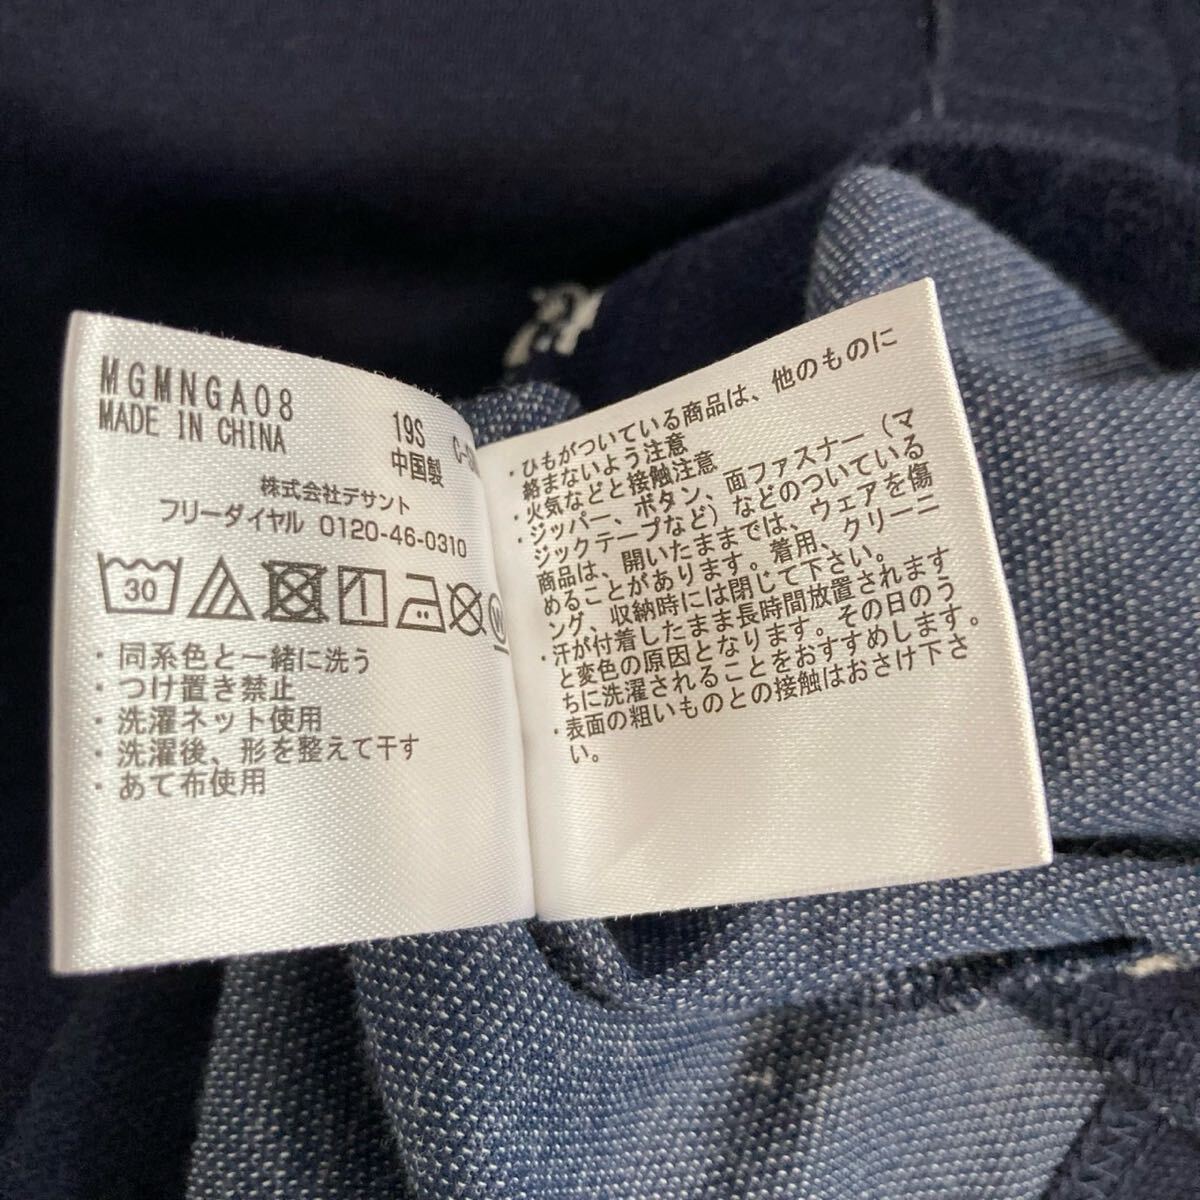 MGMNGA08 19S
MADE IN CHINA 中国製
株式会社デサント
フリーダイヤル 0120-46-0310
30
・同系色と一緒に洗う
・つけ置き禁止
・洗濯ネット使用
・洗濯後、形を整えて干す
・あて布使用
・ひもがついている商品は、他のものに
絡まないよう注意
・火気などと接触注意
・ジッパー、ボタン、面ファスナー（マ
ジックテープなど）などのついている
商品は、開いたままでは、ウェアを傷
めることがあります。着用、クリーニ
ング、収納時には閉じて下さい。
・汗が付着したまま長時間放置されます
と変色の原因となります。その日のう
ちに洗濯されることをおすすめします。
・表面の粗いものとの接触はおさけ下さ
い。